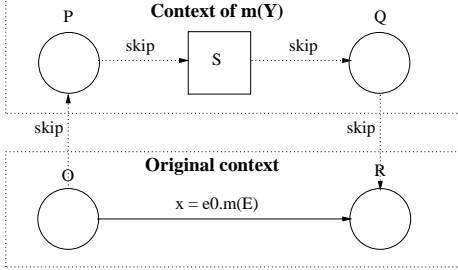 Context of m(Y)
P
Q
skip
S
skip
skip
skip
Original context
O
R
x = e0.m(E)